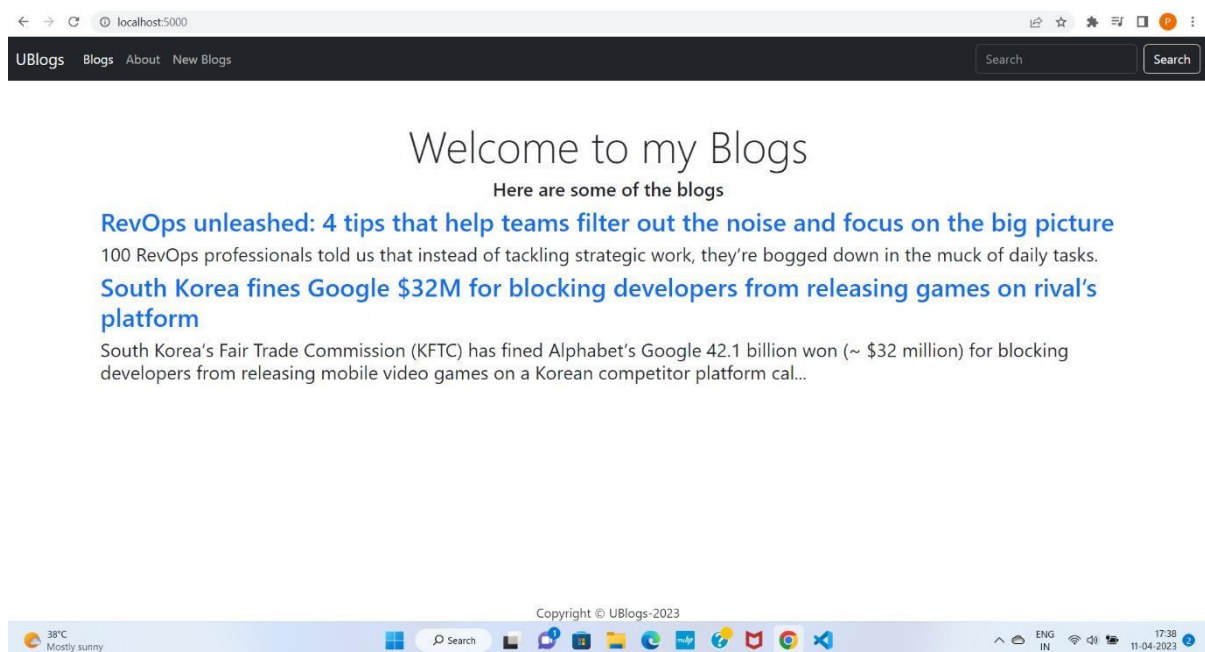 localhost:5000
UBlogs Blogs About New Blogs Search Search
Welcome to my Blogs
Here are some of the blogs
RevOps unleashed: 4 tips that help teams filter out the noise and focus on the big picture
100 RevOps professionals told us that instead of tackling strategic work, they’re bogged down in the muck of daily tasks.
South Korea fines Google $32M for blocking developers from releasing games on rival’s
platform
South Korea’s Fair Trade Commission (KFTC) has fined Alphabet’s Google 42.1 billion won (~ $32 million) for blocking
developers from releasing mobile video games on a Korean competitor platform cal...
Copyright © UBlogs-2023
38°C
Mostly sunny
Search
ENG
IN
17:38
11-04-2023